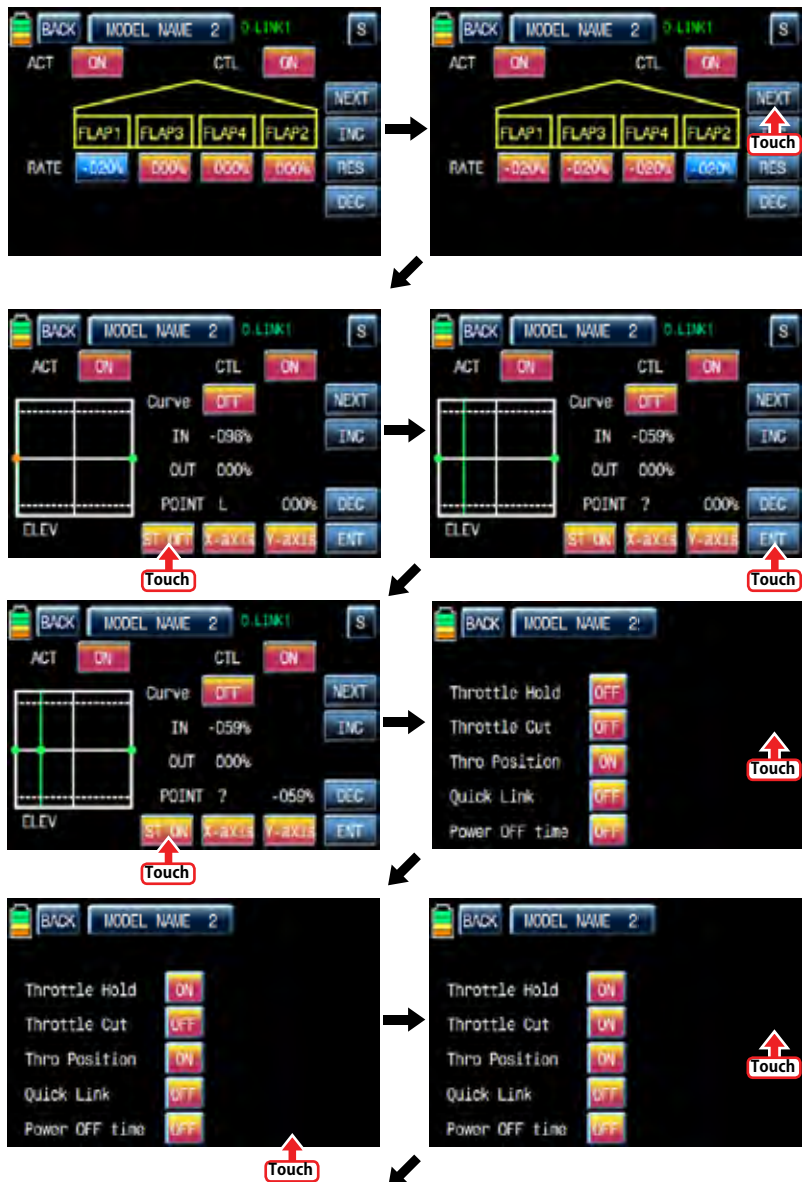 BACK MODEL NAME 2 D.LINK1 S
ACT ON CTL ON
NEXT
FLAP1 FLAP3 FLAP4 FLAP2 INC
RATE -020% 000% 000% 000% RES
DEC
BACK MODEL NAME 2 D.LINK1 S
ACT ON CTL ON
NEXT
FLAP1 FLAP3 FLAP4 FLAP2
Touch
RATE -020% -020% -020% -020% RES
DEC
BACK MODEL NAME 2 D.LINK1 S
ACT ON CTL ON
Curve OFF NEXT
IN -098% INC
OUT 000%
POINT L 000% DEC
ELEV
ST OFF X-axis Y-axis ENT
Touch
BACK MODEL NAME 2 D.LINK1 S
ACT ON CTL ON
Curve OFF NEXT
IN -059% INC
OUT 000%
POINT ? 000% DEC
ELEV
ST ON X-axis Y-axis ENT
Touch
BACK MODEL NAME 2 D.LINK1 S
ACT ON CTL ON
Curve OFF NEXT
IN -059% INC
OUT 000%
POINT ? -059% DEC
ELEV
ST ON X-axis Y-axis ENT
Touch
BACK MODEL NAME 2
Throttle Hold OFF
Throttle Cut OFF
Thro Position ON
Touch
Quick Link OFF
Power OFF time OFF
BACK MODEL NAME 2
Throttle Hold ON
Throttle Cut OFF
Thro Position ON
Quick Link OFF
Power OFF time OFF
Touch
BACK MODEL NAME 2
Throttle Hold ON
Throttle Cut ON
Thro Position ON
Touch
Quick Link OFF
Power OFF time OFF